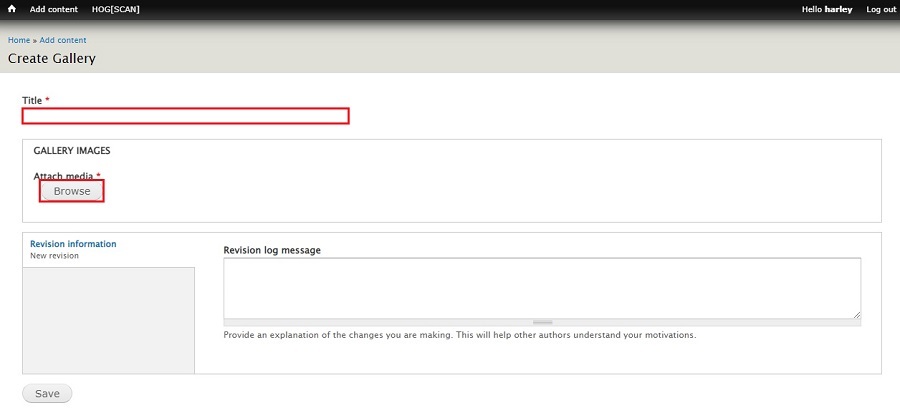 Add content HOG[SCAN] Hello harley Log out
Home » Add content
Create Gallery
Title *
GALLERY IMAGES
Attach media *
Browse
Revision information
New revision
Revision log message
Provide an explanation of the changes you are making. This will help other authors understand your motivations.
Save